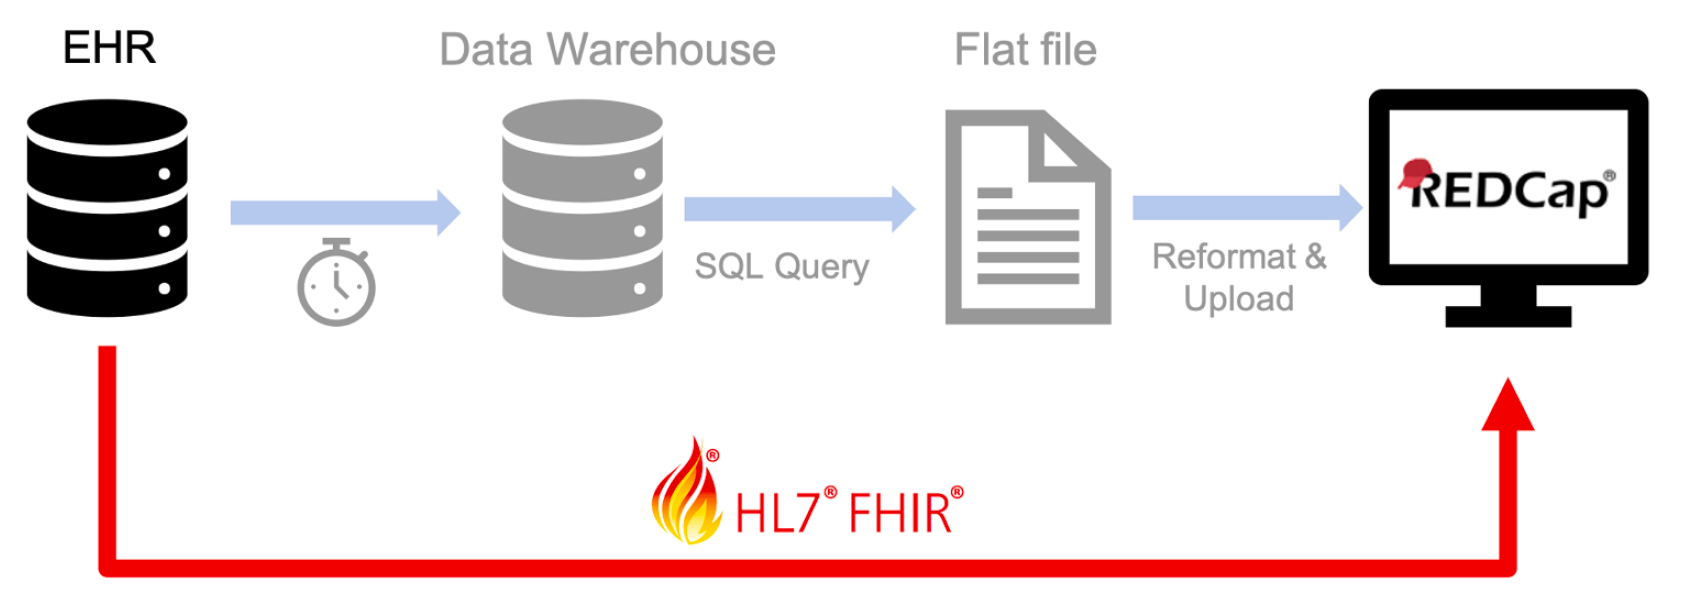 EHR
Data Warehouse
Flat file
REDCap®
SQL Query
Reformat &
Upload
®
HL7® FHIR®